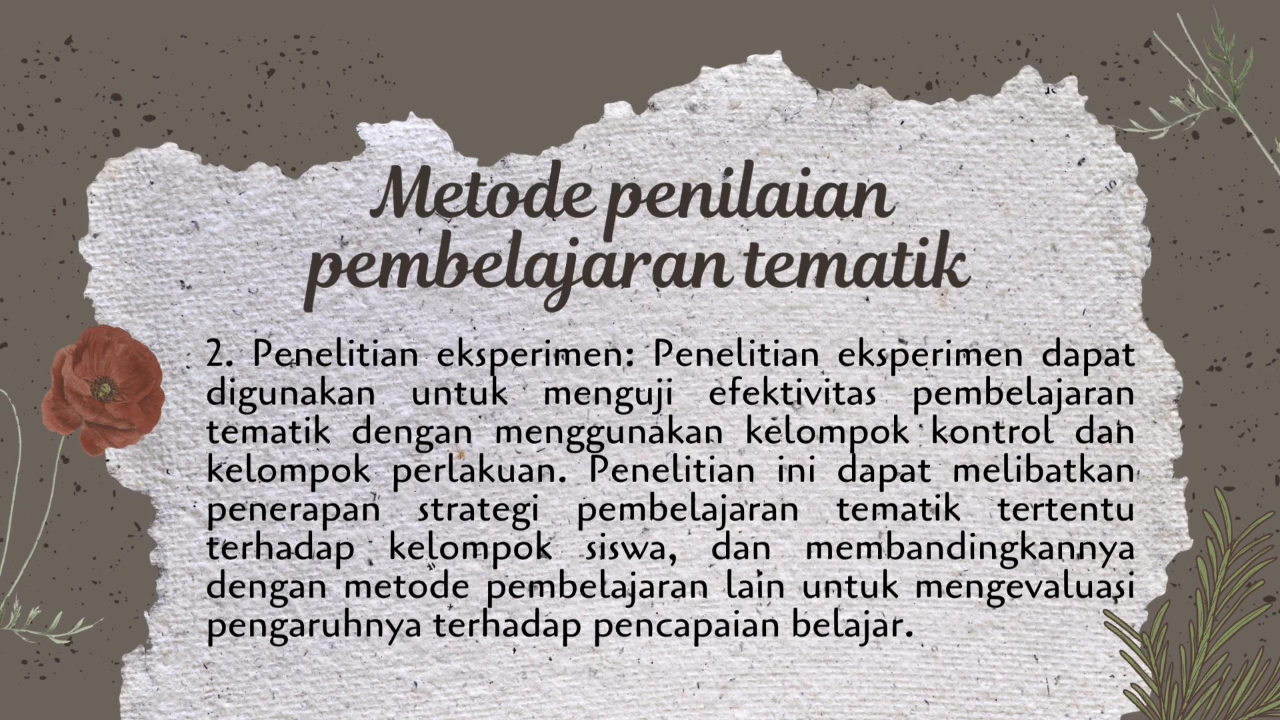 Metode penilaian
pembelajaran tematik
2. Penelitian eksperimen: Penelitian eksperimen dapat
digunakan untuk menguji efektivitas pembelajaran
tematik dengan menggunakan kelompok kontrol dan
kelompok perlakuan. Penelitian ini dapat melibatkan
penerapan strategi pembelajaran tematik tertentu
terhadap kelompok siswa, dan membandingkannya
dengan metode pembelajaran lain untuk mengevaluasi
pengaruhnya terhadap pencapaian belajar.